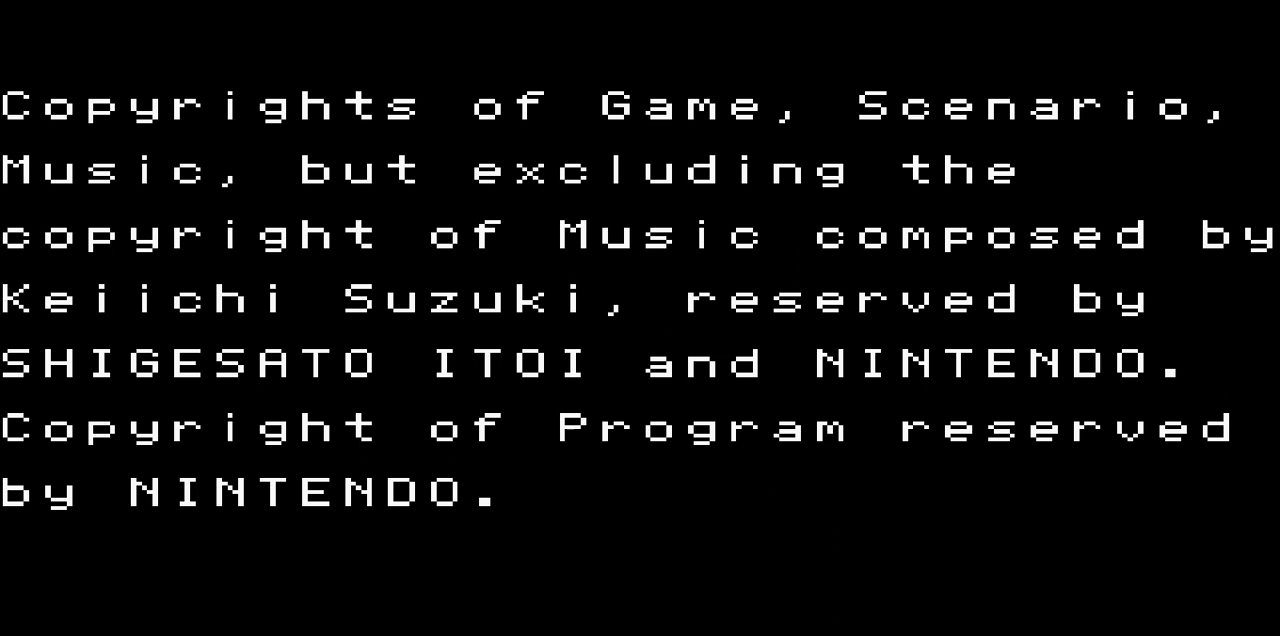 Copyrights of Game, Scenario,
Music, but excluding the
copyright of Music composed by
Keiichi Suzuki, reserved by
SHIGESATO ITOI and NINTENDO.
Copyright of Program reserved
by NINTENDO.